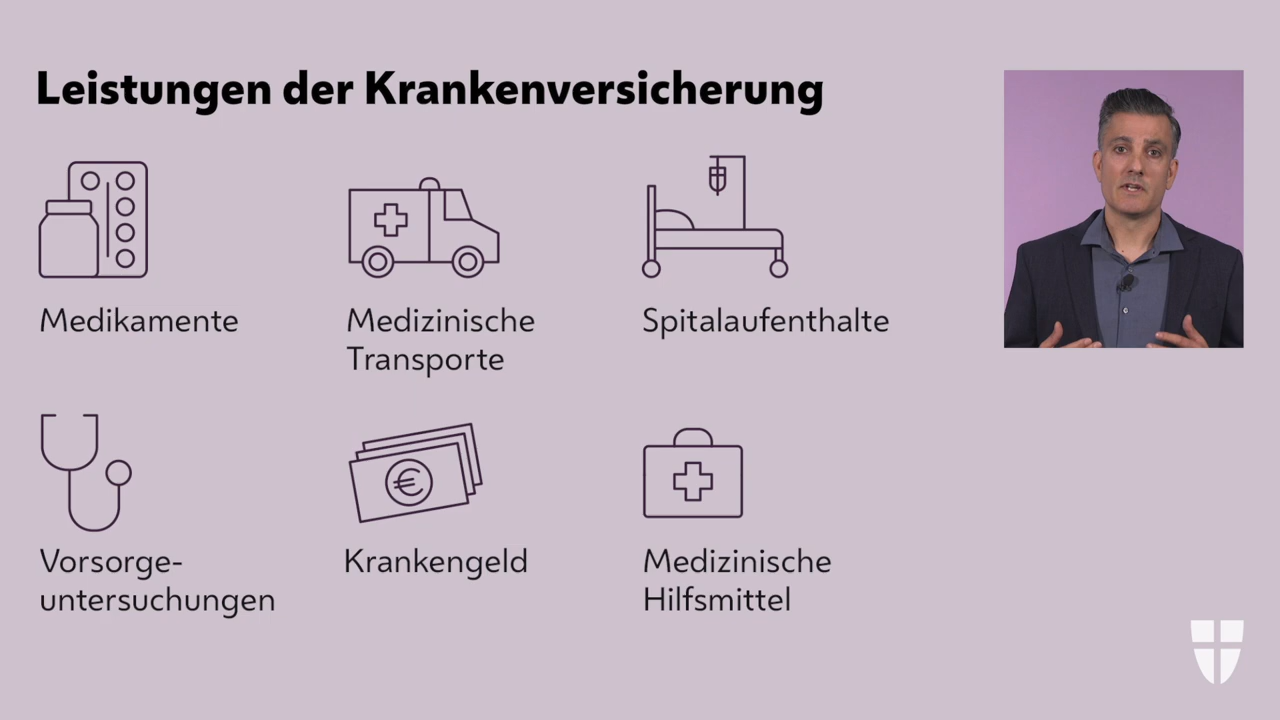 Leistungen der Krankenversicherung
Medikamente
Medizinische
Transporte
Spitalaufenthalte
Vorsorge-
untersuchungen
€
Krankengeld
Medizinische
Hilfsmittel